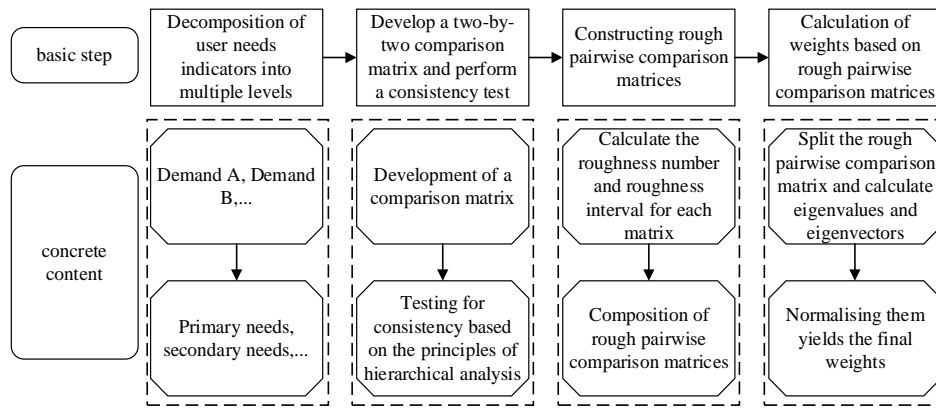 basic step
Decomposition of
user needs
indicators into
multiple levels
Develop a two-by-
two comparison
matrix and perform
a consistency test
Constructing rough
pairwise comparison
matrices
Calculation of
weights based on
rough pairwise
comparison matrices
concrete
content
Demand A, Demand
B,...
Primary needs,
secondary needs,...
Development of a
comparison matrix
Testing for
consistency based
on the principles of
hierarchical analysis
Calculate the
roughness number
and roughness
interval for each
matrix
Composition of
rough pairwise
comparison matrices
Split the rough
pairwise comparison
matrix and calculate
eigenvalues and
eigenvectors
Normalising them
yields the final
weights